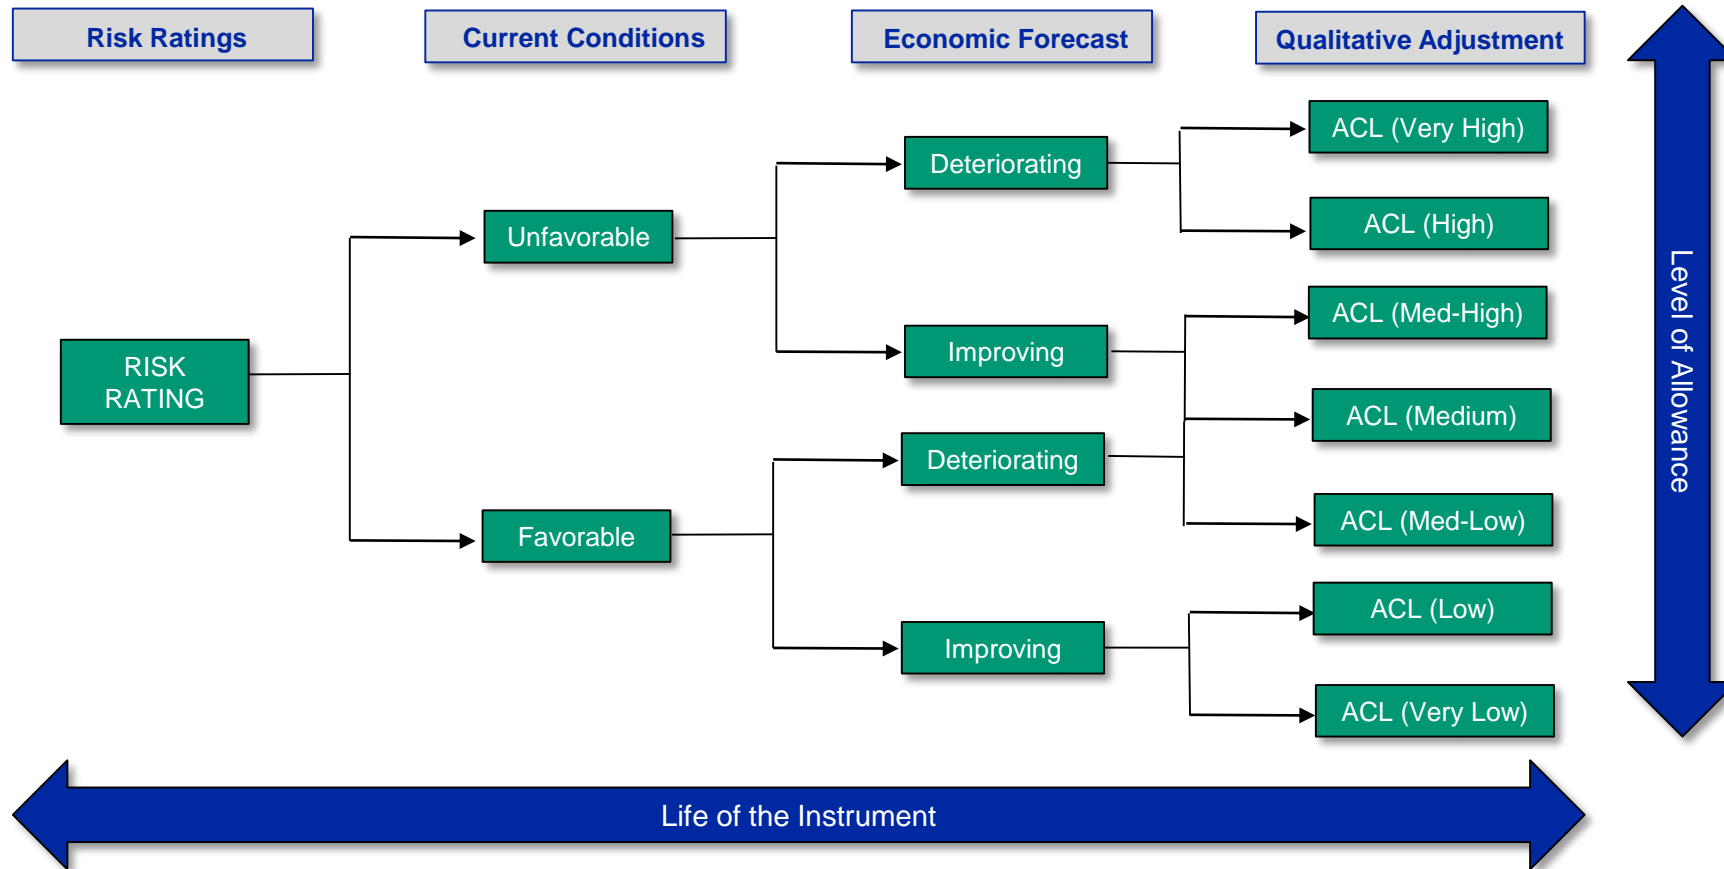 Risk Ratings
Current Conditions
Economic Forecast
Qualitative Adjustment
RISK
RATING
Unfavorable
Favorable
Deteriorating
Improving
Deteriorating
Improving
ACL (Very High)
ACL (High)
ACL (Med-High)
ACL (Medium)
ACL (Med-Low)
ACL (Low)
ACL (Very Low)
Level of Allowance
Life of the Instrument